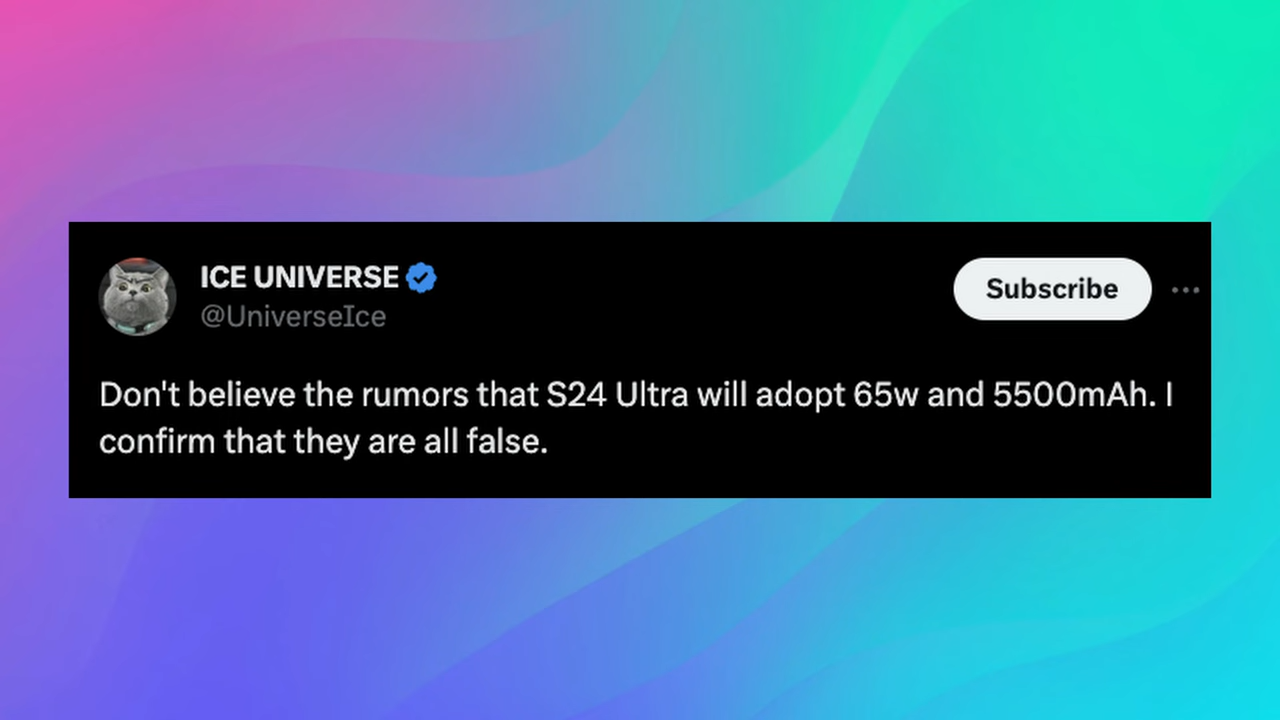 ICE UNIVERSE
@UniverseIce
Subscribe
Don't believe the rumors that S24 Ultra will adopt 65w and 5500mAh. I
confirm that they are all false.